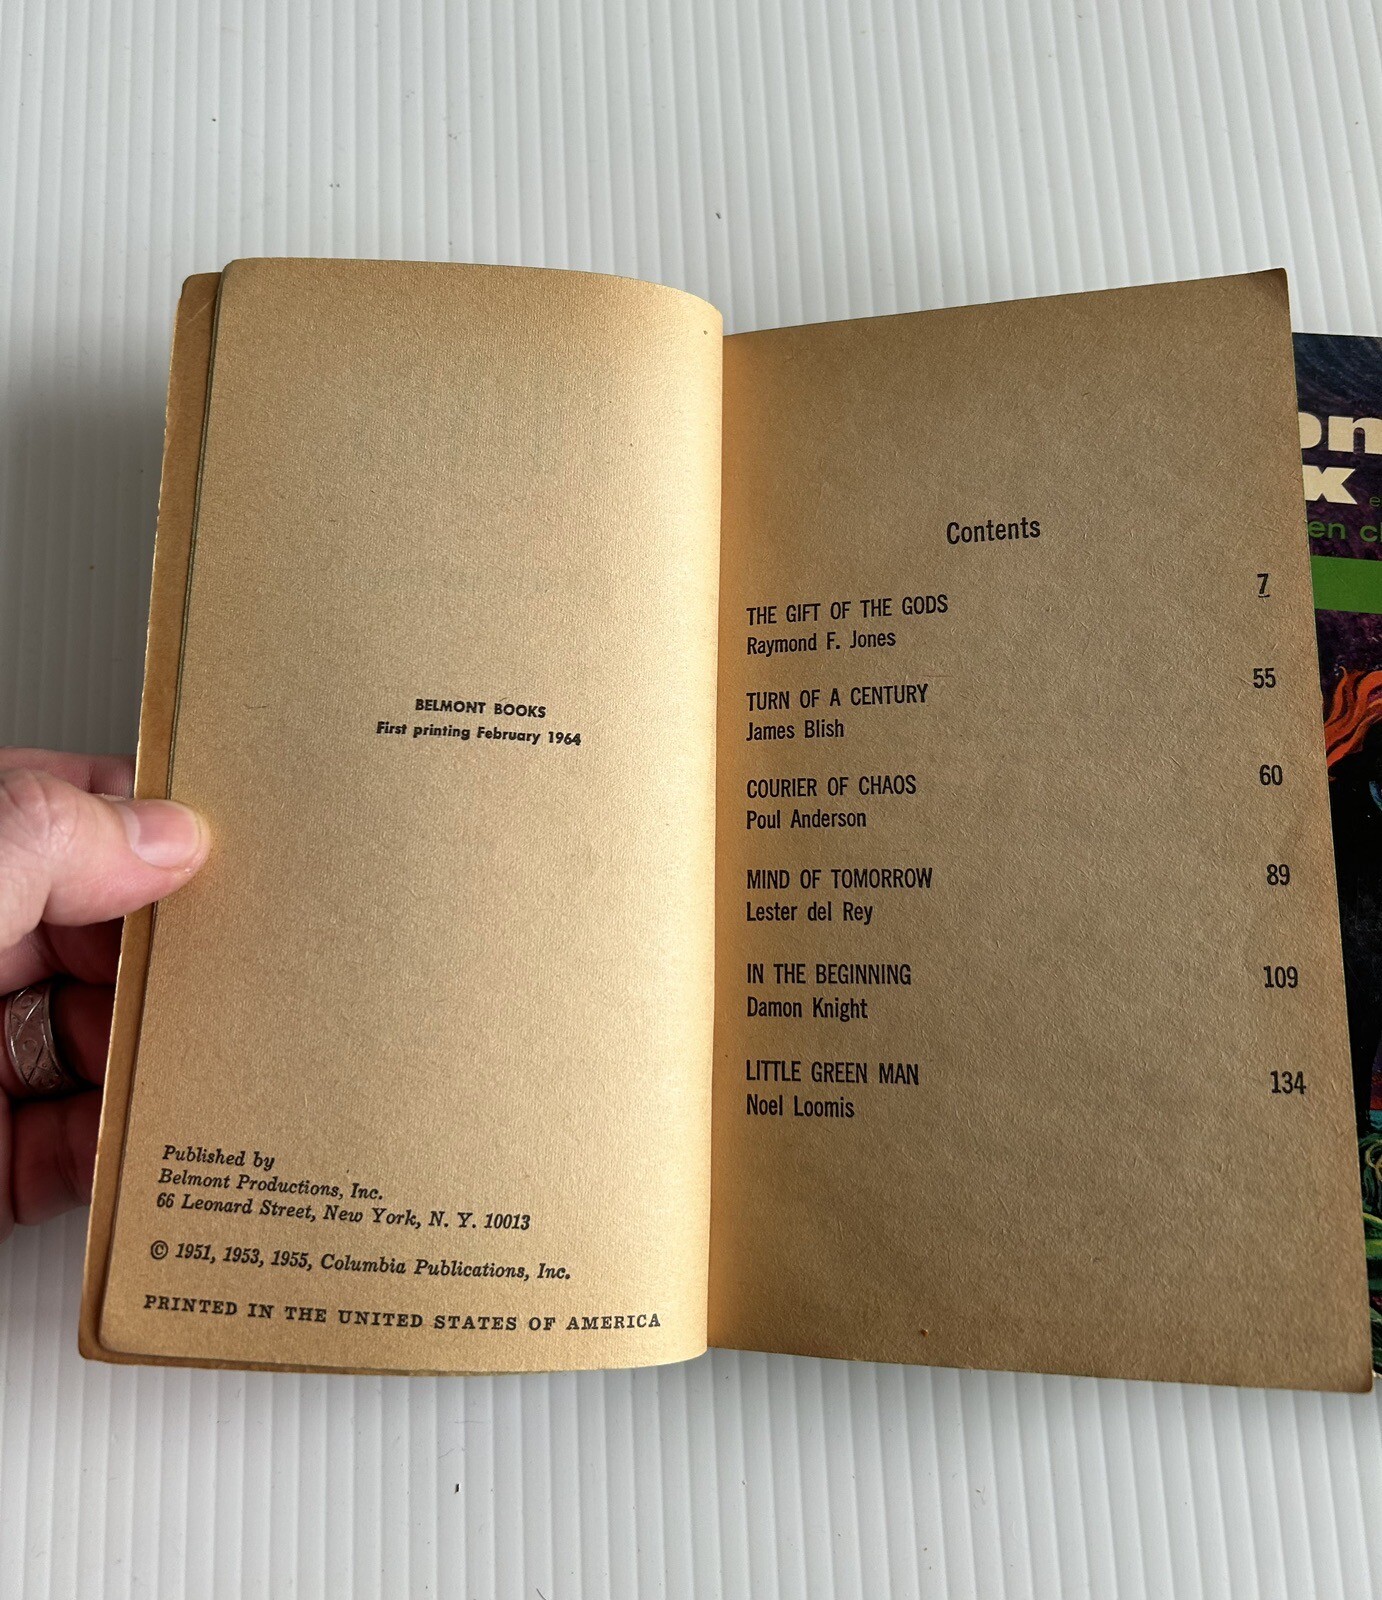 BELMONT BOOKS
First printing February 1964
Published by
Belmont Productions, Inc.
66 Leonard Street, New York, N. Y. 10013
© 1951, 1953, 1955, Columbia Publications, Inc.
PRINTED IN THE UNITED STATES OF AMERICA
Contents
THE GIFT OF THE GODS 7
Raymond F. Jones
TURN OF A CENTURY 55
James Blish
COURIER OF CHAOS 60
Poul Anderson
MIND OF TOMORROW 89
Lester del Rey
IN THE BEGINNING 109
Damon Knight
LITTLE GREEN MAN 134
Noel Loomis